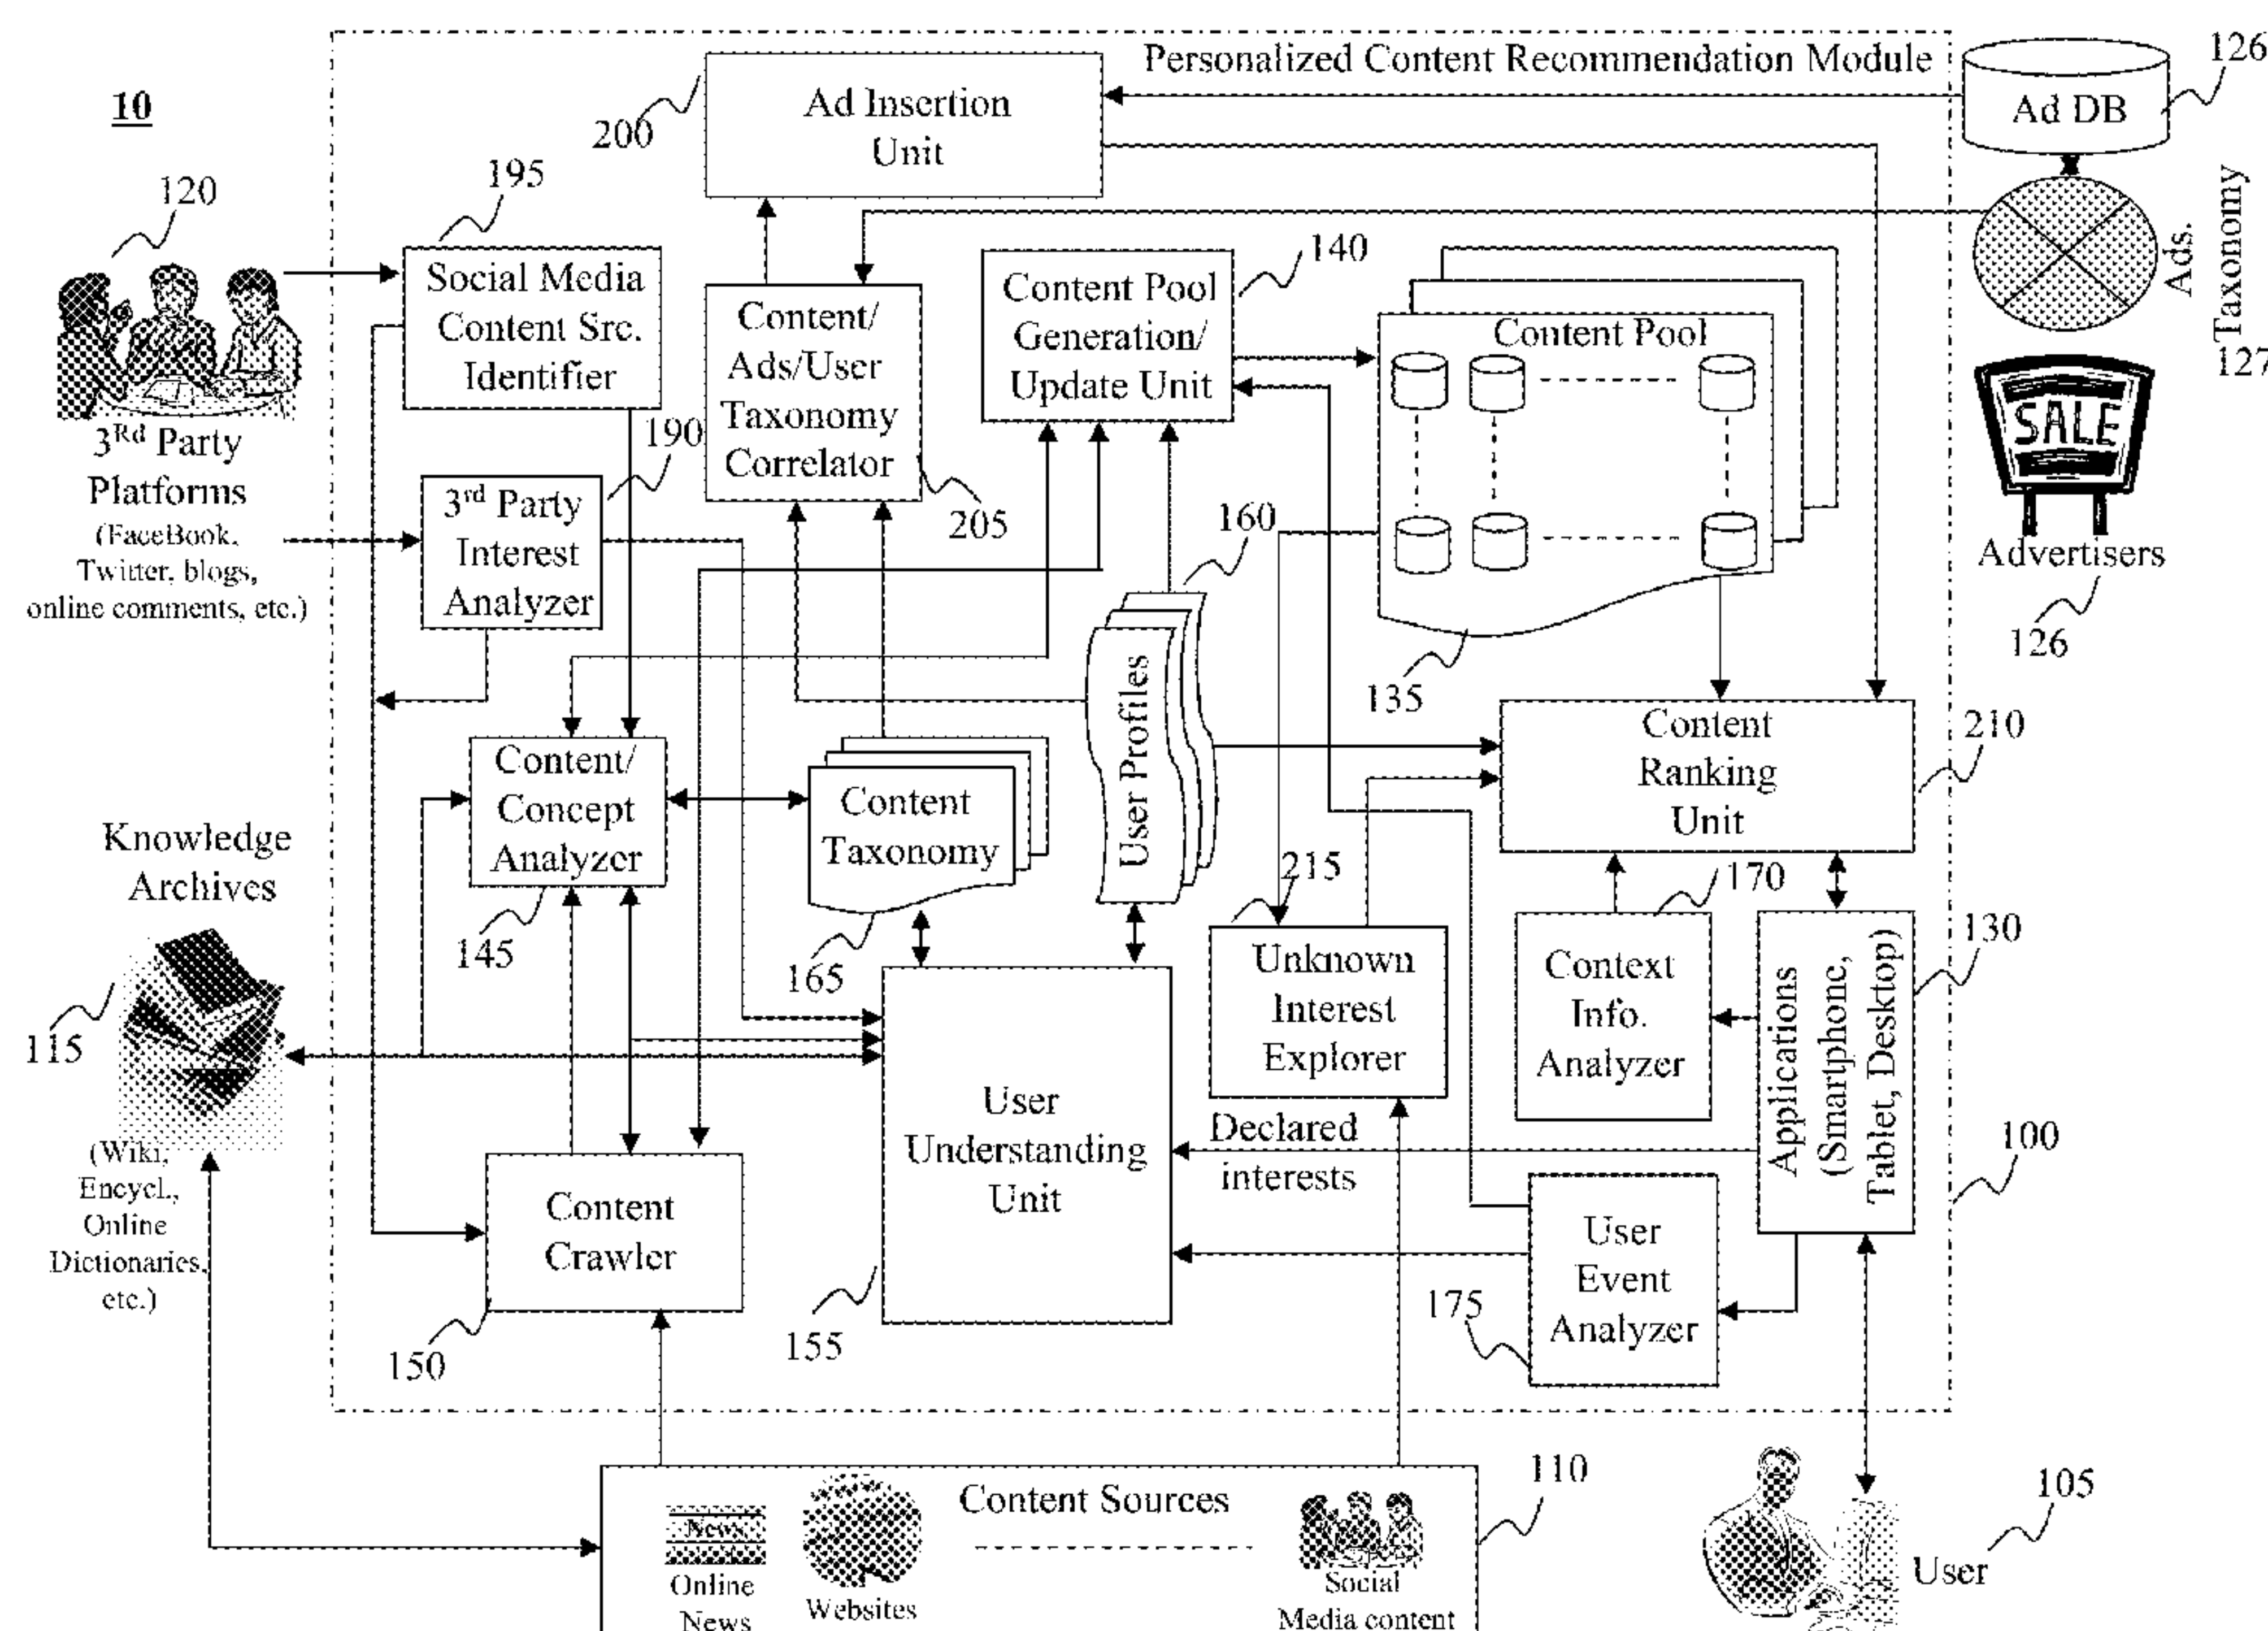 Personalized Content Recommendation Module
10
200
Ad Insertion
Unit
Ad DB
126
120
195
Social Media
Content Src.
Identifier
Content/
Ads/User
Taxonomy
Correlator
205
140
Content Pool
Generation/
Update Unit
Content Pool
135
Ads.
Taxonomy
127
SALE
Advertisers
126
3Rd Party
Platforms
(FaceBook,
Twitter, blogs,
online comments, etc.)
190
3rd Party
Interest
Analyzer
160
User Profiles
Content
Ranking
Unit
210
Content/
Concept
Analyzer
145
Content
Taxonomy
165
Knowledge
Archives
115
(Wiki,
Encycl.,
Online
Dictionaries,
etc.)
215
Unknown
Interest
Explorer
170
Context
Info.
Analyzer
130
Applications
(Smartphone,
Tablet, Desktop)
100
User
Understanding
Unit
155
Declared
interests
Content
Crawler
150
User
Event
Analyzer
175
Content Sources
110
News
Online
News
Websites
Social
Media content
105
User